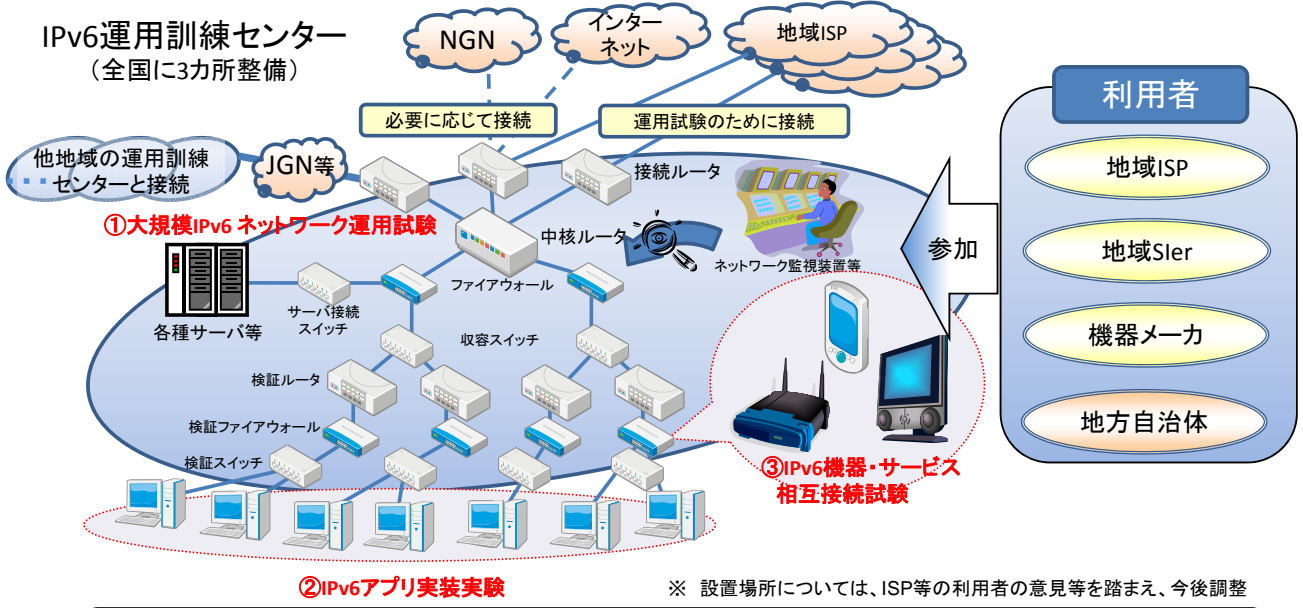 IPv6運用訓練センター
（全国に3カ所整備）
NGN
インター
ネット
地域ISP
必要に応じて接続
運用試験のために接続
他地域の運用訓練
センターと接続
JGN等
接続ルータ
①大規模IPv6 ネットワーク運用試験
中核ルータ
ネットワーク監視装置等
ファイアウォール
各種サーバ等
サーバ接続
スイッチ
収容スイッチ
検証ルータ
検証ファイアウォール
検証スイッチ
③IPv6機器・サービス
相互接続試験
②IPv6アプリ実装実験
参加
利用者
地域ISP
地域SIer
機器メーカ
地方自治体
※ 設置場所については、ISP等の利用者の意見等を踏まえ、今後調整